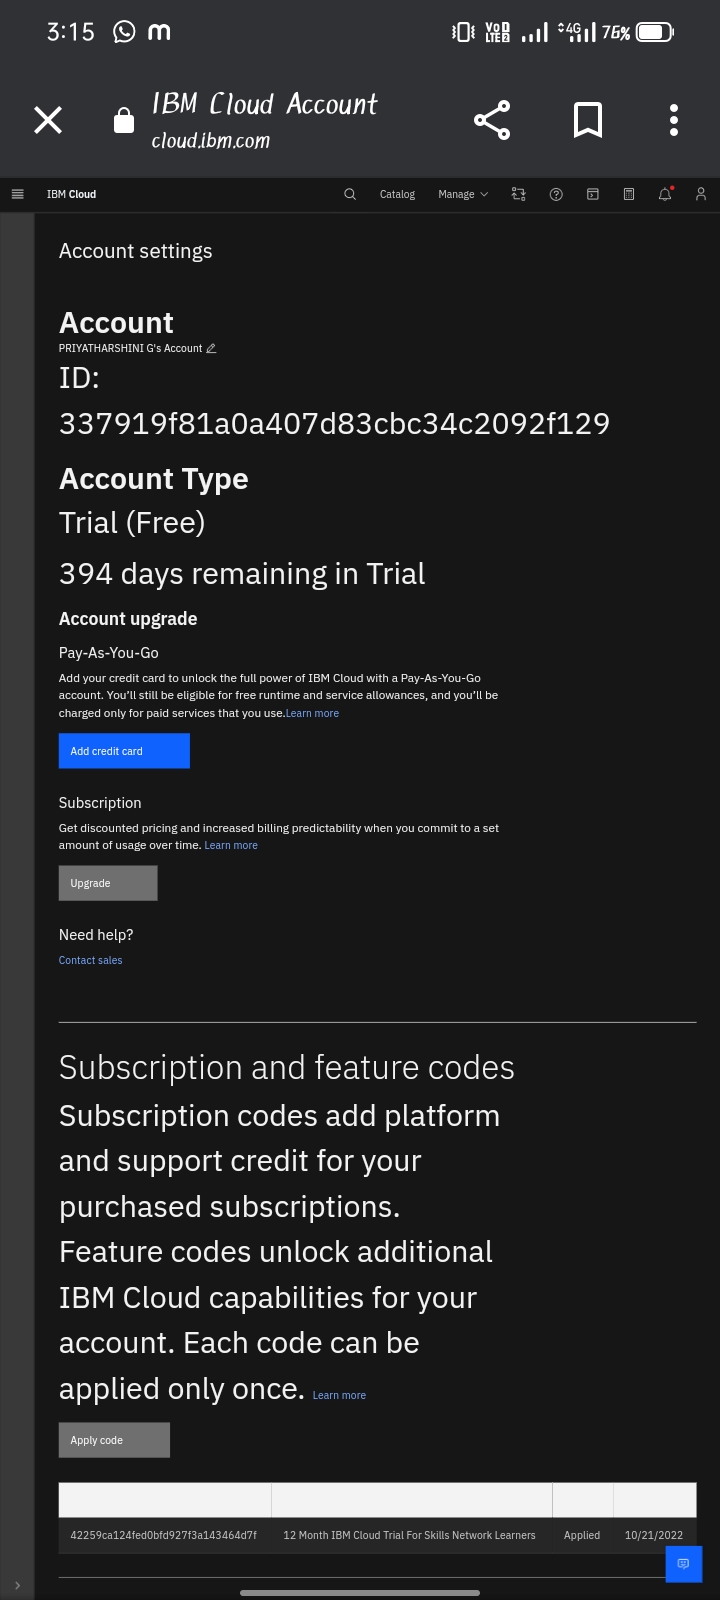 3:15 m Vo 1 LTE 2 4G 76%
IBM Cloud Account
cloud.ibm.com
IBM Cloud Catalog Manage
Account settings
Account
PRIYATHARSHINI G's Account
ID:
337919f81a0a407d83cbc34c2092f129
Account Type
Trial (Free)
394 days remaining in Trial
Account upgrade
Pay-As-You-Go
Add your credit card to unlock the full power of IBM Cloud with a Pay-As-You-Go
account. You’ll still be eligible for free runtime and service allowances, and you’ll be
charged only for paid services that you use.Learn more
Add credit card
Subscription
Get discounted pricing and increased billing predictability when you commit to a set
amount of usage over time. Learn more
Upgrade
Need help?
Contact sales
Subscription and feature codes
Subscription codes add platform
and support credit for your
purchased subscriptions.
Feature codes unlock additional
IBM Cloud capabilities for your
account. Each code can be
applied only once. Learn more
Apply code
42259ca124fed0bfd927f3a143464d7f 12 Month IBM Cloud Trial For Skills Network Learners Applied 10/21/2022